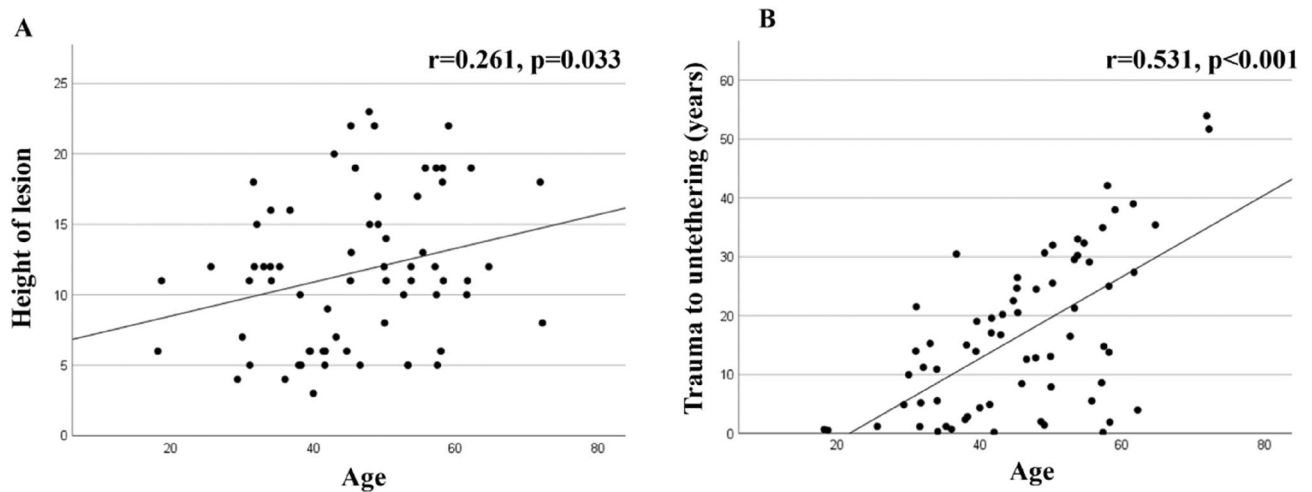 A
r=0.261, p=0.033
Height of lesion
25
20
15
10
5
0
20 40 60 80
Age
B
r=0.531, p<0.001
Trauma to untethering (years)
60
50
40
30
20
10
0
20 40 60 80
Age